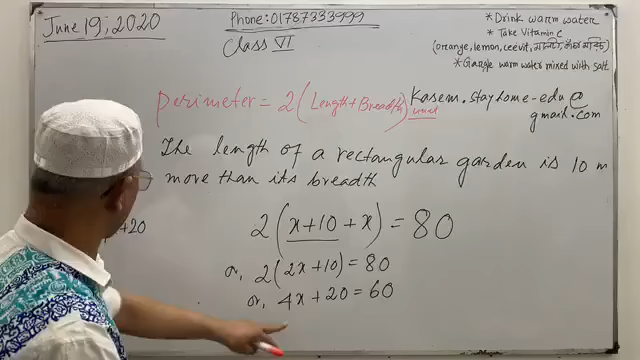 June 19, 2020
Phone: 01787333999
Class VI
* Drink warm water
* Take Vitamin C
(orange, lemon, ceevit,
* Gargle warm water mixed with salt
Perimeter = 2 (Length + Breadth) unit
Kasem.stayhome-edu@
gmail.com
The length of a rectangular garden is 10 m
more than its breadth
2(x+10 + x) = 80
or, 2(2x+10) = 80
or, 4x + 20 = 60
+20